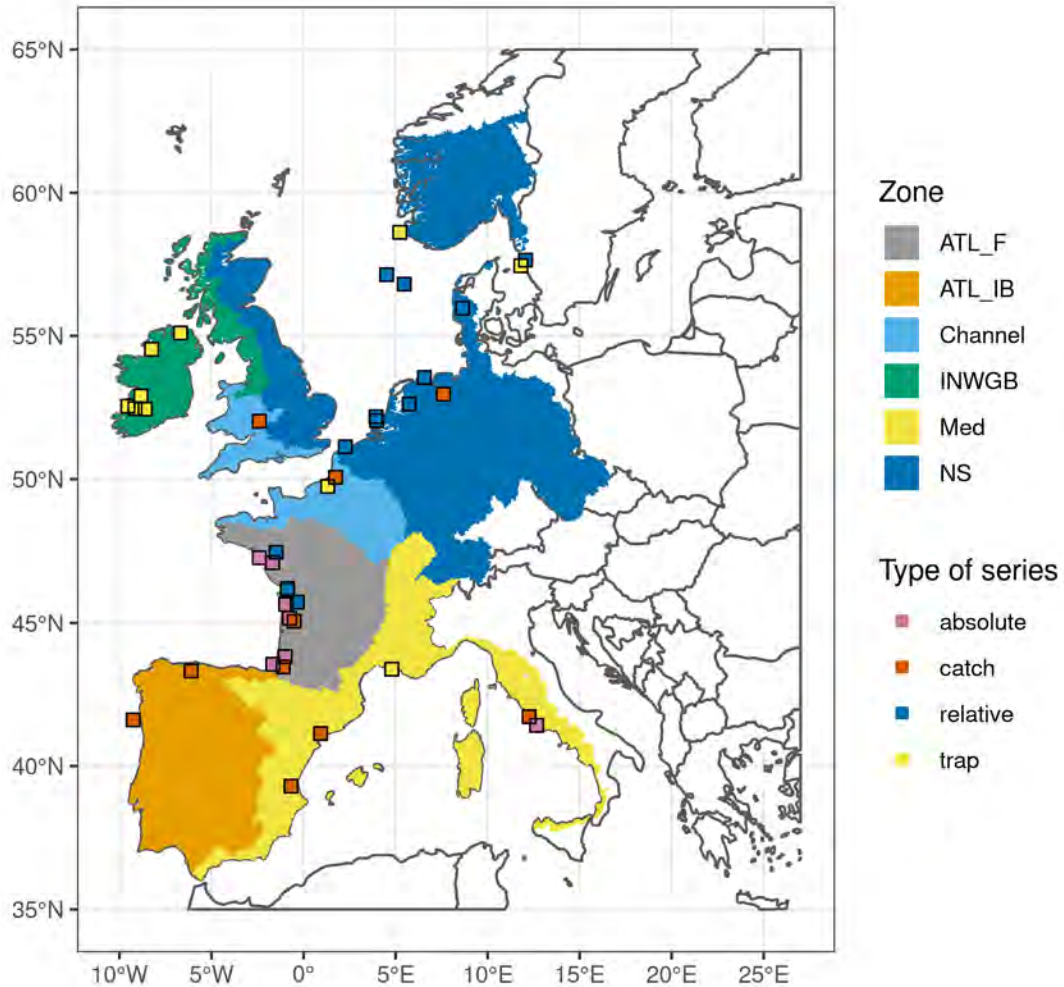 65°N
60°N
55°N
50°N
45°N
40°N
35°N
10°W 5°W 0° 5°E 10°E 15°E 20°E 25°E
Zone
ATL_F
ATL_IB
Channel
INWGB
Med
NS
Type of series
absolute
catch
relative
trap